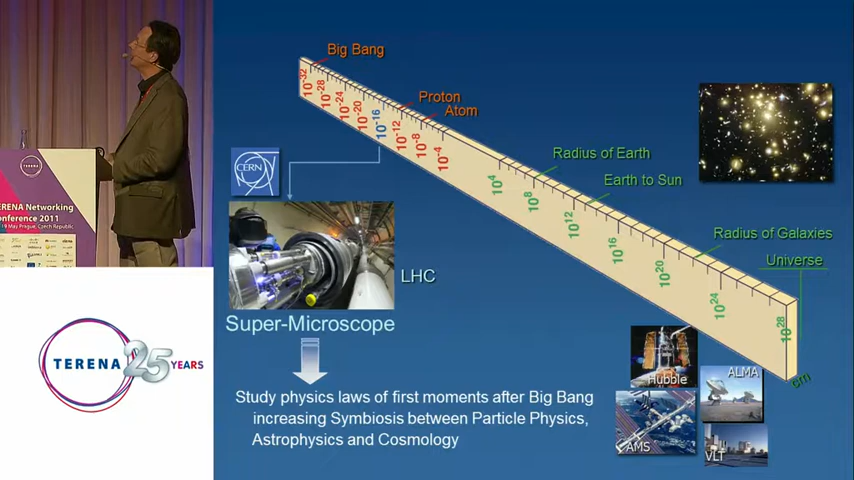 TERENA
TERENA Networking
Conference 2011
May Prague, Czech Republic
TERENA 25 YEARS
Big Bang
Proton
Atom
Radius of Earth
Earth to Sun
Radius of Galaxies
Universe
10-32
10-28
10-24
10-20
10-16
10-12
10-8
10-4
104
108
1012
1016
1020
1024
1028
cm
CERN
LHC
Super-Microscope
Hubble
ALMA
AMS
VLT
Study physics laws of first moments after Big Bang
increasing Symbiosis between Particle Physics,
Astrophysics and Cosmology